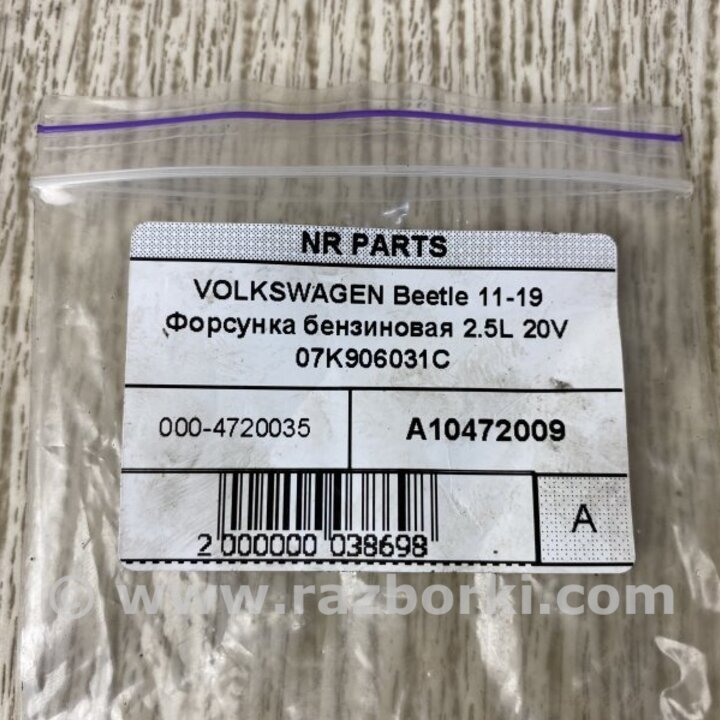 NR PARTS
VOLKSWAGEN Beetle 11-19
Форсунка бензиновая 2.5L 20V
07K906031C
000-4720035
A10472009
2 000000 038698
A
© www.razborki.com